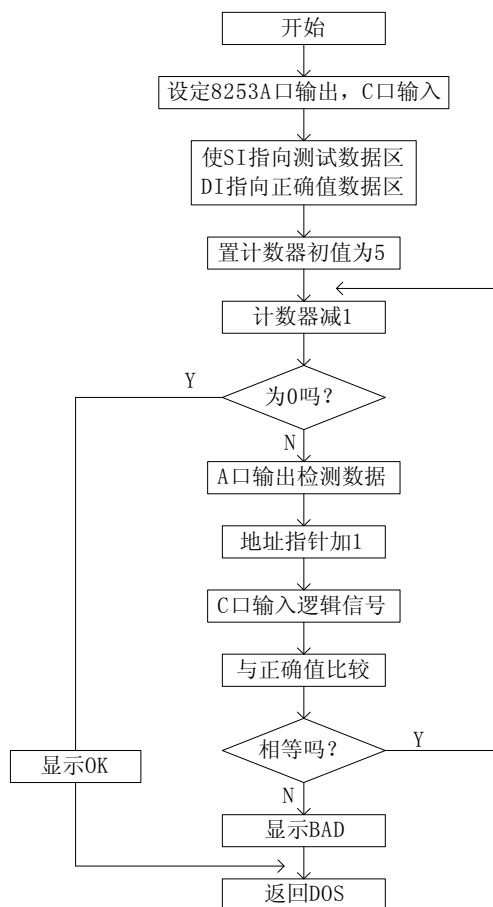 开始
设定8253A口输出，C口输入
使SI指向测试数据区
DI指向正确值数据区
置计数器初值为5
计数器减1
Y
为0吗？
N
A口输出检测数据
地址指针加1
C口输入逻辑信号
与正确值比较
相等吗？
Y
显示OK
N
显示BAD
返回DOS